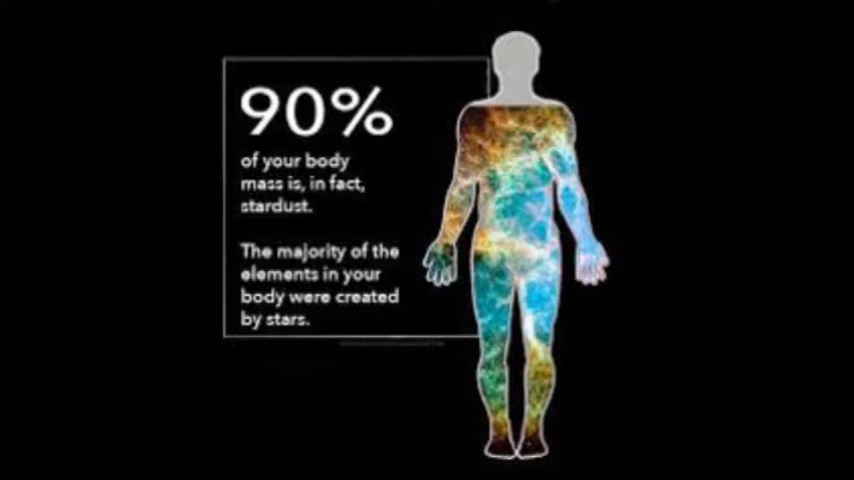 90%
of your body
mass is, in fact,
stardust.
The majority of the
elements in your
body were created
by stars.